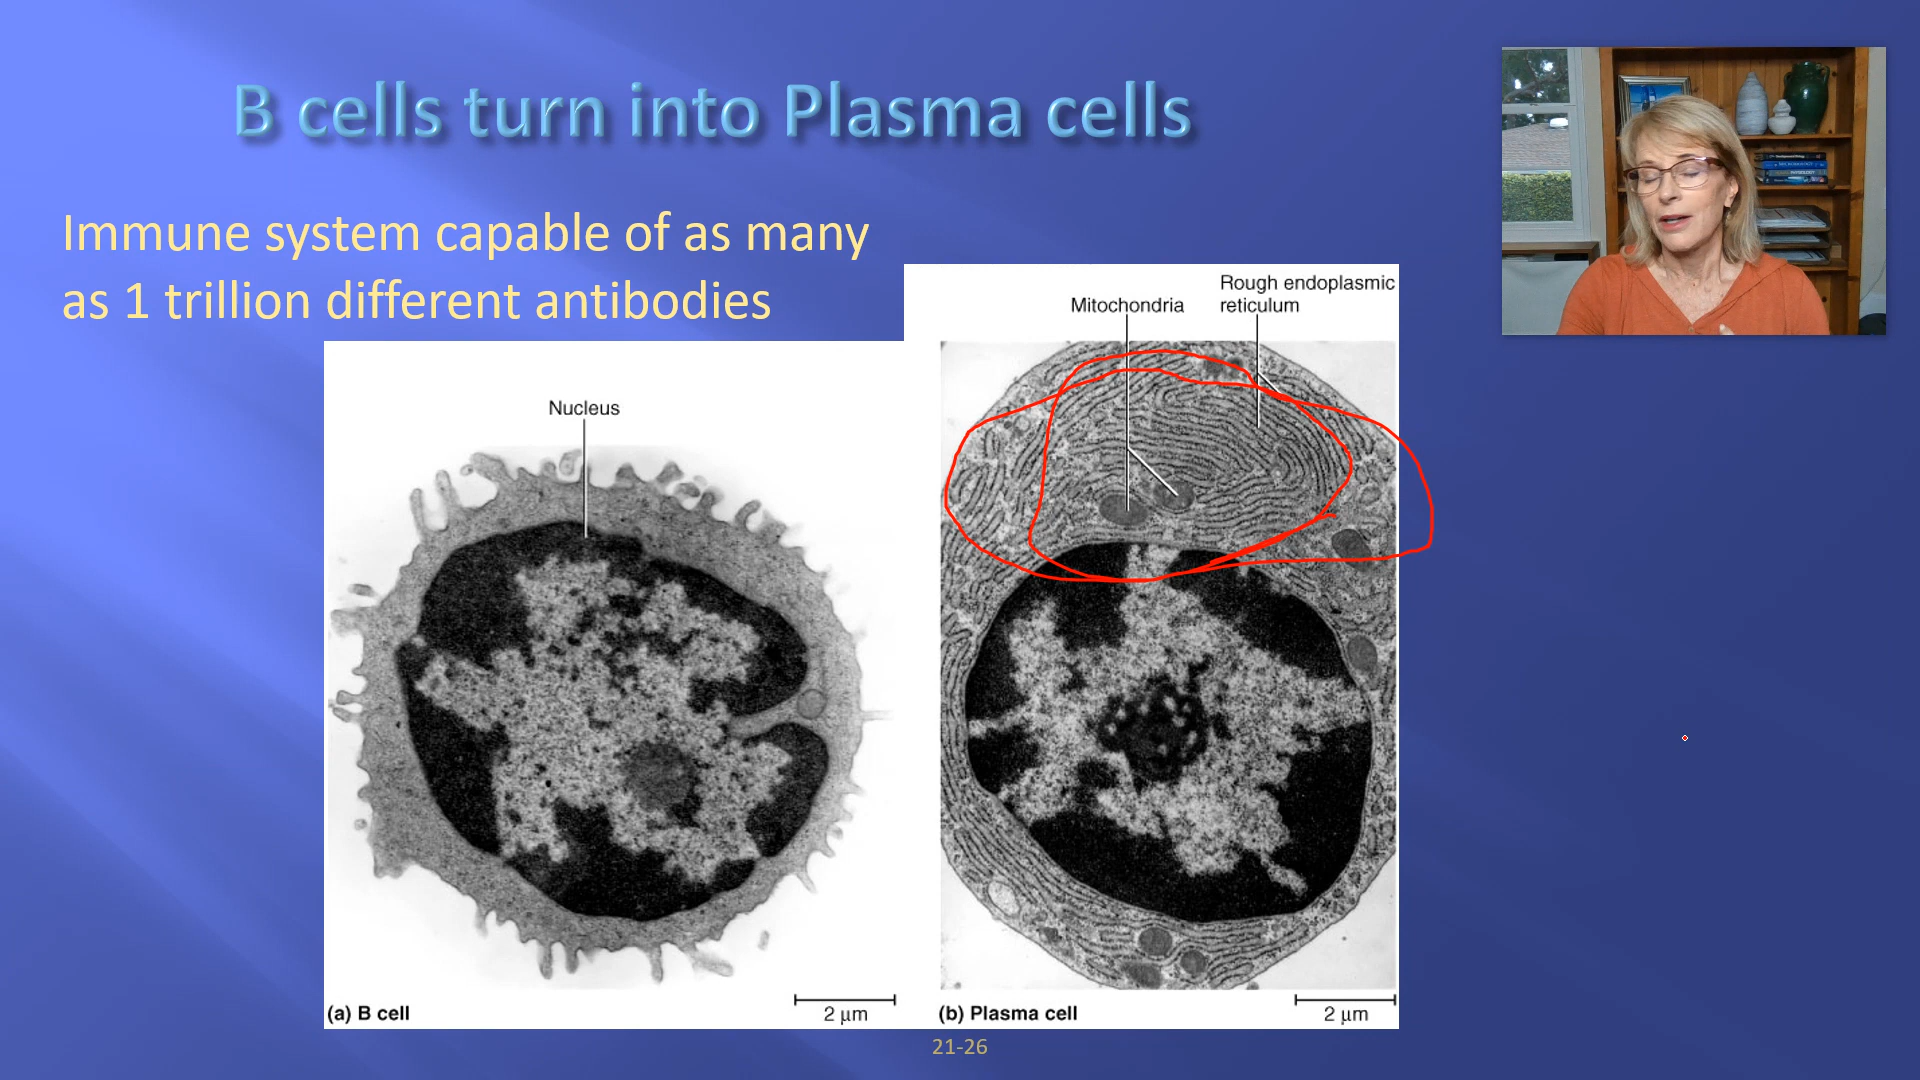 B cells turn into Plasma cells
Immune system capable of as many
as 1 trillion different antibodies
Rough endoplasmic
reticulum
Mitochondria
Nucleus
(a) B cell
2 μm
(b) Plasma cell
2 μm
21-26